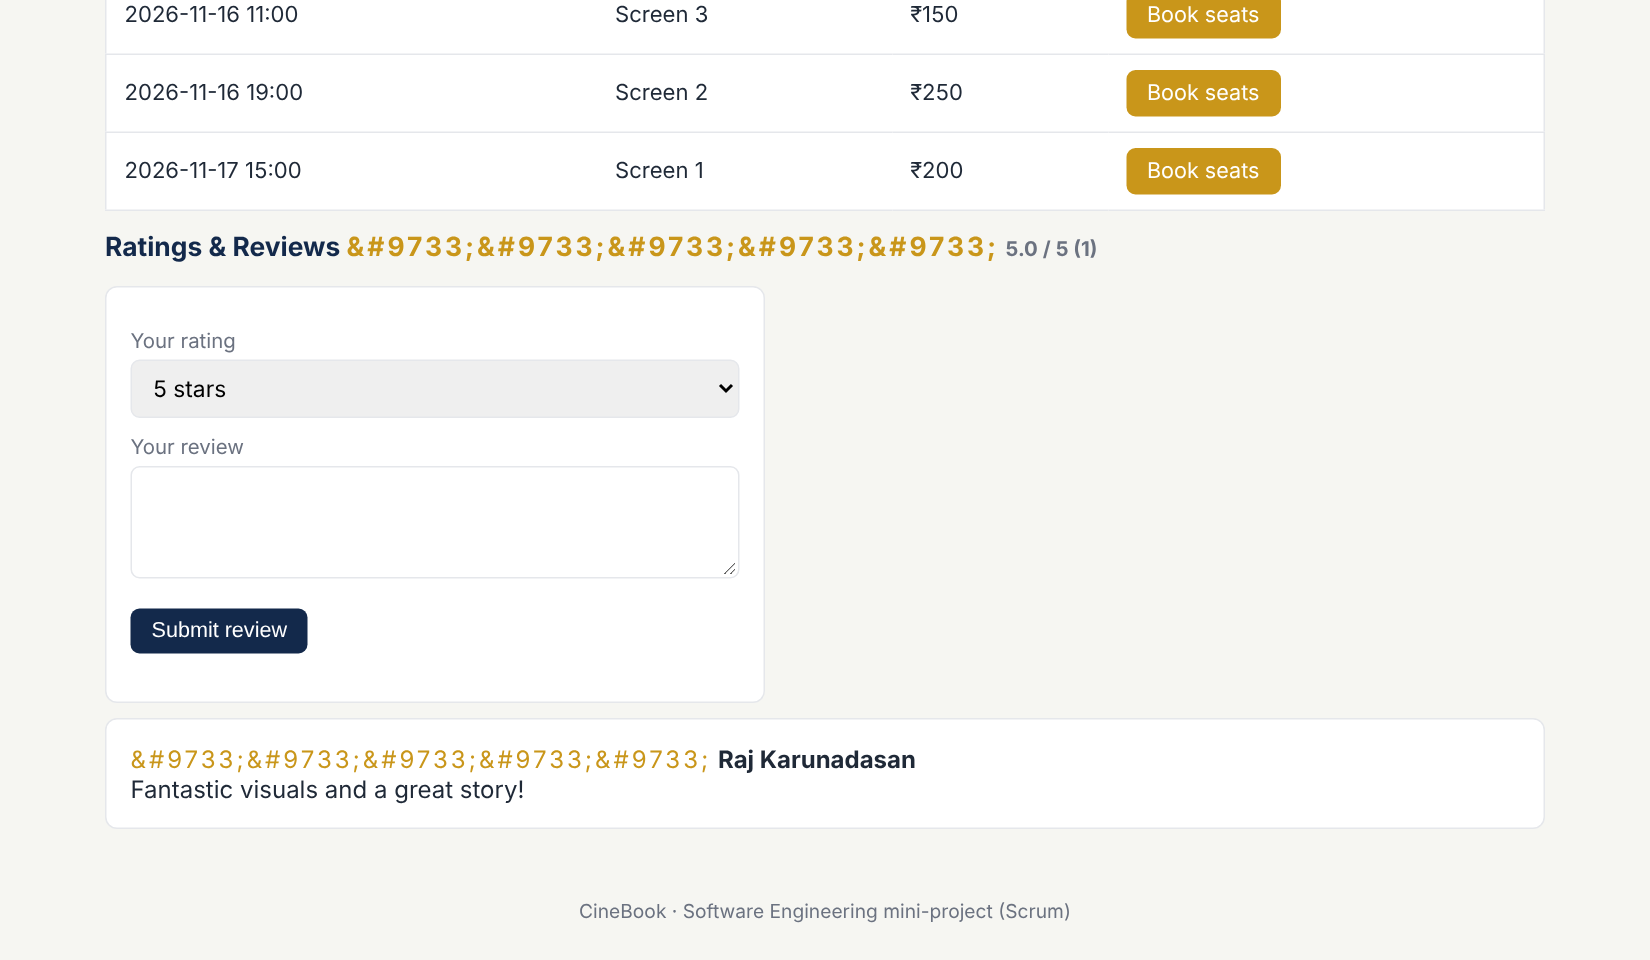 2026-11-16 11:00 Screen 3 ₹150 Book seats
2026-11-16 19:00 Screen 2 ₹250 Book seats
2026-11-17 15:00 Screen 1 ₹200 Book seats
Ratings & Reviews &#9733;&#9733;&#9733;&#9733;&#9733; 5.0 / 5 (1)
Your rating
5 stars
Your review
Submit review
&#9733;&#9733;&#9733;&#9733;&#9733; Raj Karunadasan
Fantastic visuals and a great story!
CineBook · Software Engineering mini-project (Scrum)